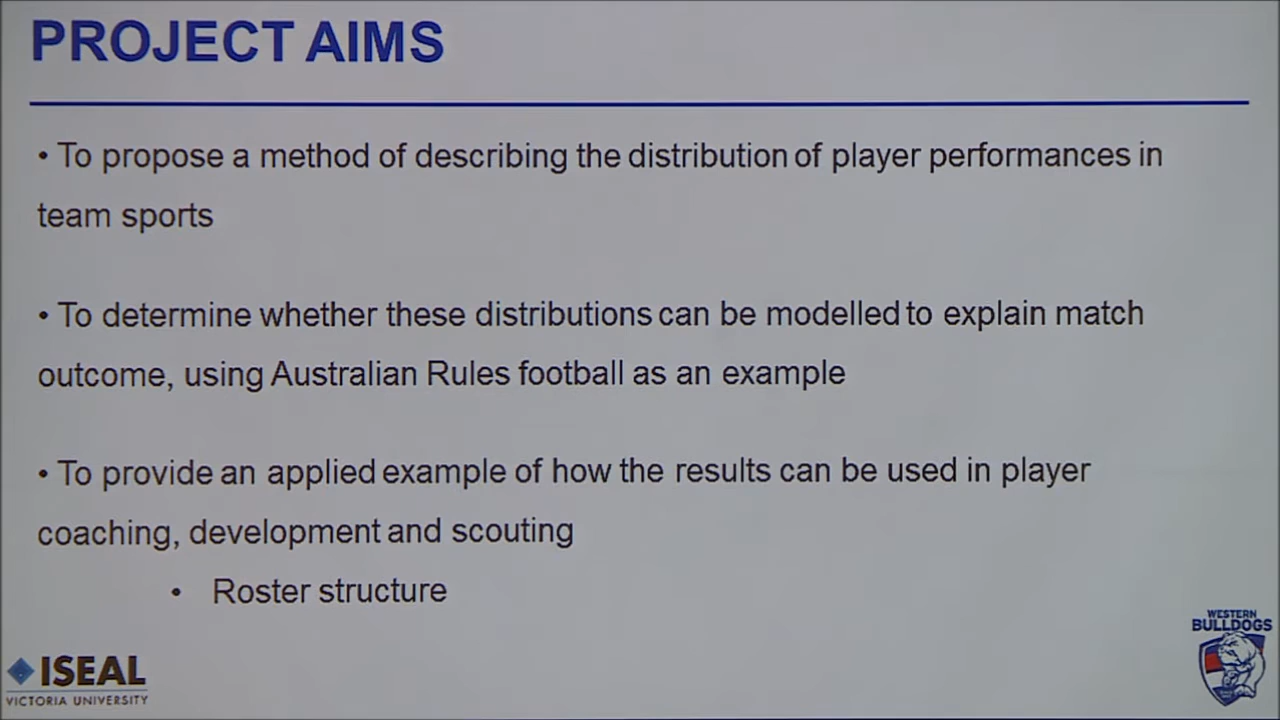 PROJECT AIMS
• To propose a method of describing the distribution of player performances in
team sports
• To determine whether these distributions can be modelled to explain match
outcome, using Australian Rules football as an example
• To provide an applied example of how the results can be used in player
coaching, development and scouting
• Roster structure
WESTERN
BULLDOGS
ISEAL
VICTORIA UNIVERSITY